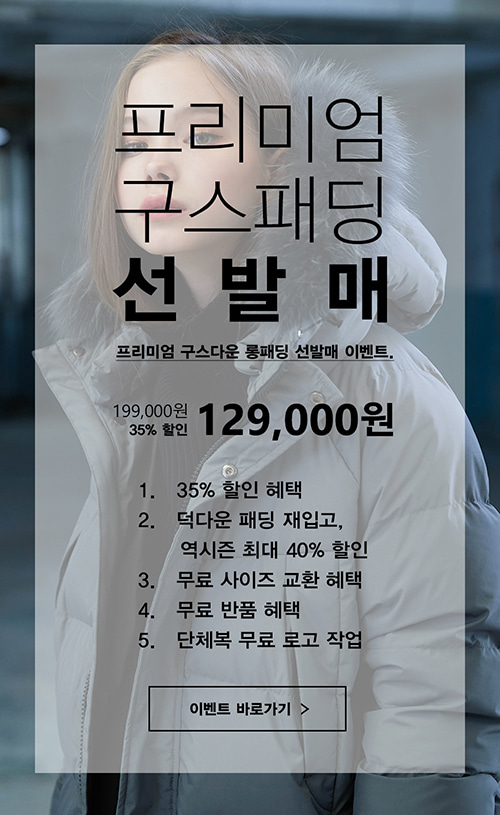 프리미엄
구스패딩
선발매
프리미엄 구스다운 롱패딩 선발매 이벤트.
199,000원
35% 할인
129,000원
1. 35% 할인 혜택
2. 덕다운 패딩 재입고,
역시즌 최대 40% 할인
3. 무료 사이즈 교환 혜택
4. 무료 반품 혜택
5. 단체복 무료 로고 작업
이벤트 바로가기 >